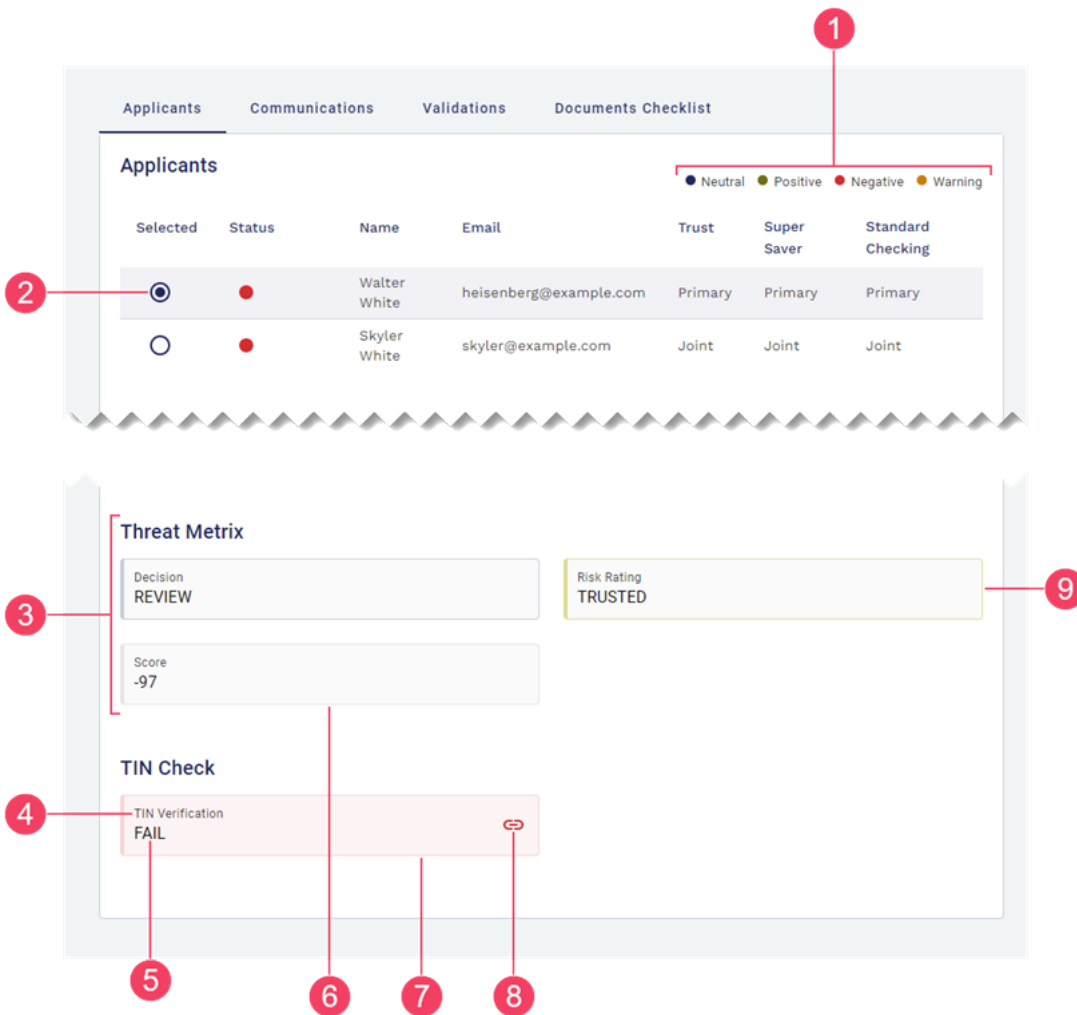 1
Applicants Communications Validations Documents Checklist
Applicants
Neutral Positive Negative Warning
Selected Status Name Email Trust Super Saver Standard Checking
2
Walter White heisenberg@example.com Primary Primary Primary
Skyler White skyler@example.com Joint Joint Joint
Threat Metrix
3
Decision
REVIEW
Risk Rating
TRUSTED
9
Score
-97
TIN Check
4
TIN Verification
FAIL
5
6
7
8